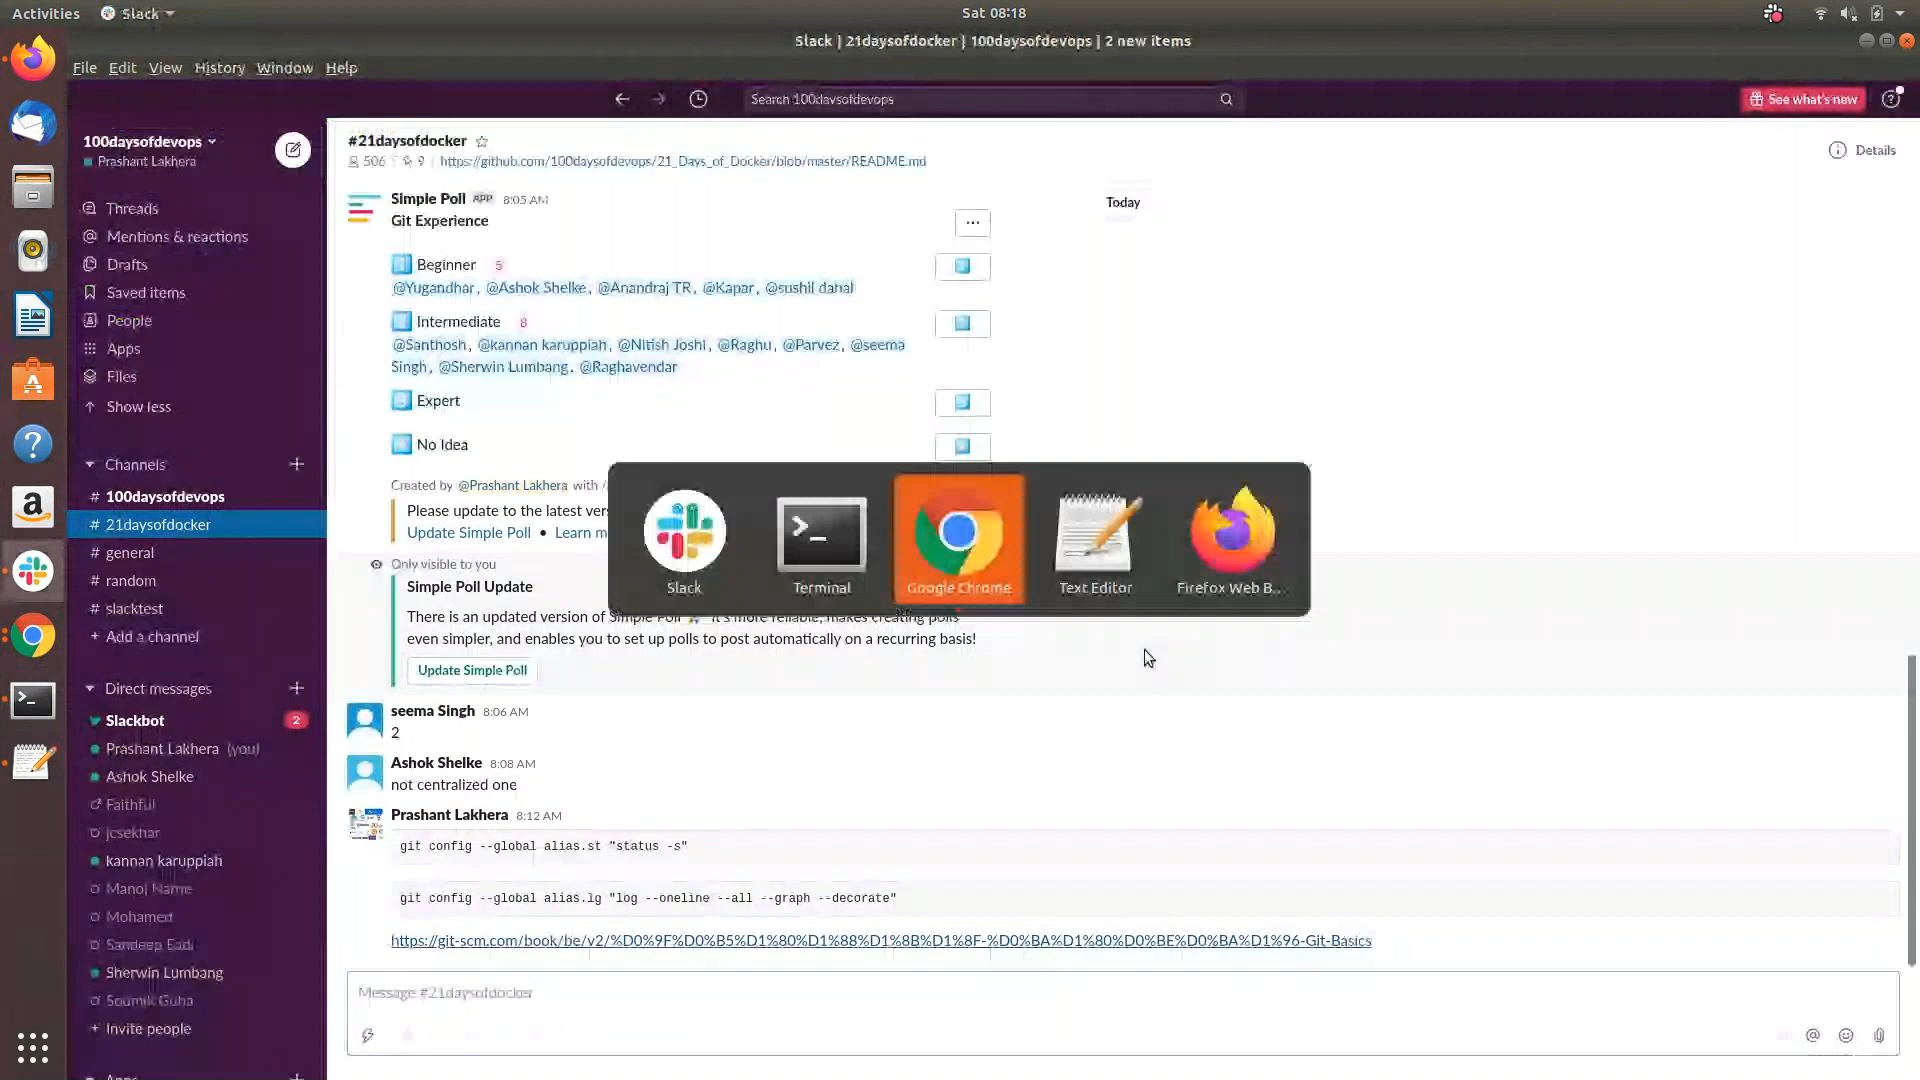 Activities
Slack
Sat 08:18
Slack | 21daysofdocker | 100daysofdevops | 2 new items
File Edit View History Window Help
Search 100daysofdevops
See what's new
100daysofdevops
Prashant Lakhera
#21daysofdocker
506
9
https://github.com/100daysofdevops/21_Days_of_Docker/blob/master/README.md
Details
Threads
Mentions & reactions
Drafts
Saved items
People
Apps
Files
Show less
Channels
# 100daysofdevops
# 21daysofdocker
# general
# random
# slacktest
+ Add a channel
Direct messages
Slackbot
2
Prashant Lakhera (you)
Ashok Shelke
Faithful
jcsekhar
kannan karuppiah
Manoj Name
Mohamed
Sandeep Eadi
Sherwin Lumbang
Soumik Guha
+ Invite people
Apps
Today
Simple Poll APP 8:05 AM
Git Experience
Beginner 5
@Yugandhar, @Ashok Shelke, @Anandraj TR, @Kapar, @sushil dahal
Intermediate 8
@Santhosh, @kannan karuppiah, @Nitish Joshi, @Raghu, @Parvez, @seema
Singh, @Sherwin Lumbang, @Raghavendar
Expert
No Idea
Created by @Prashant Lakhera with /
Please update to the latest vers
Update Simple Poll • Learn m
Only visible to you
Simple Poll Update
There is an updated version of Simple Poll it's more reliable, makes creating polls
even simpler, and enables you to set up polls to post automatically on a recurring basis!
Update Simple Poll
Slack
Terminal
Google Chrome
Text Editor
Firefox Web B...
seema Singh 8:06 AM
2
Ashok Shelke 8:08 AM
not centralized one
Prashant Lakhera 8:12 AM
git config --global alias.st "status -s"
git config --global alias.lg "log --oneline --all --graph --decorate"
https://git-scm.com/book/be/v2/%D0%9F%D0%B5%D1%80%D1%88%D1%8B%D1%8F-%D0%BA%D1%80%D0%BE%D0%BA%D1%96-Git-Basics
Message #21daysofdocker